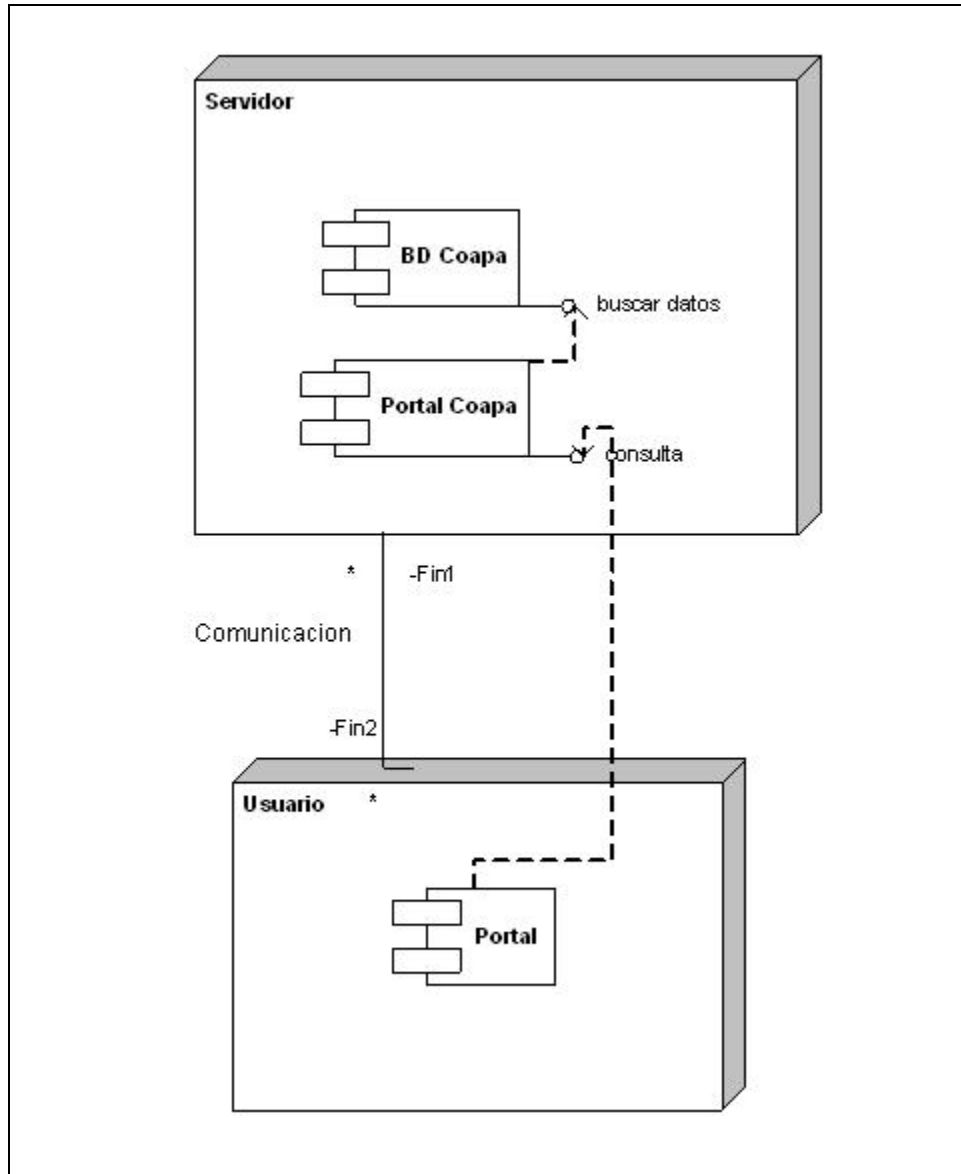 Servidor
BD Coapa
buscar datos
Portal Coapa
consulta
* -Fin1
Comunicacion
-Fin2
Usuario *
Portal